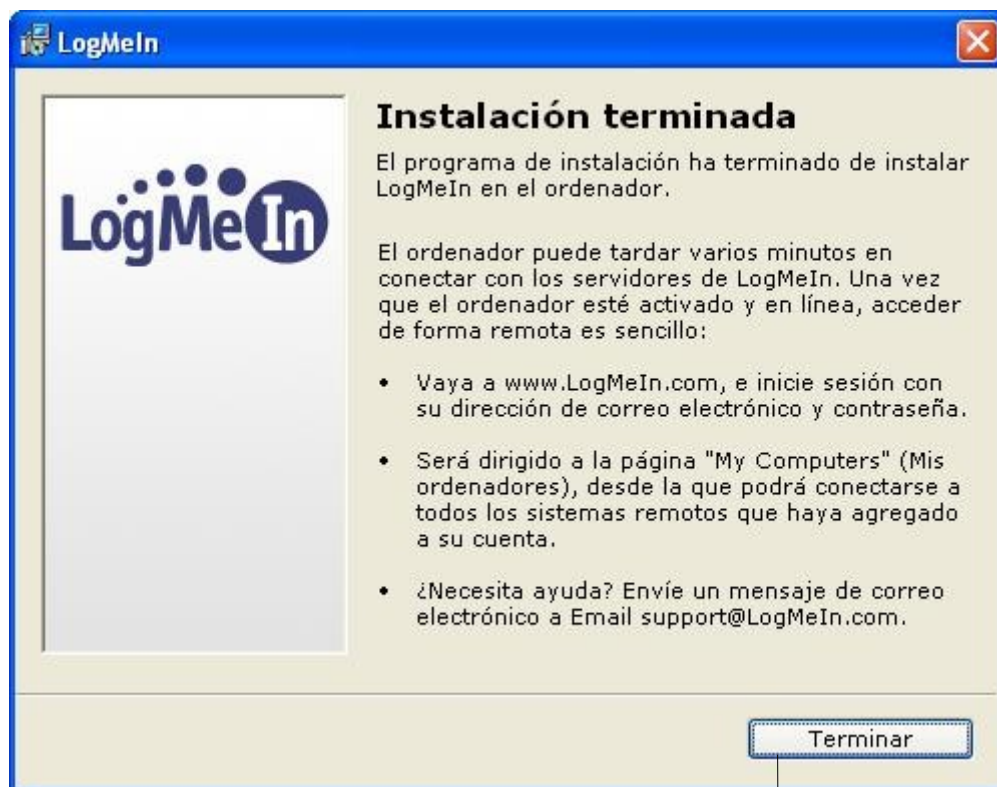 LogMeIn
LogMeIn
Instalación terminada
El programa de instalación ha terminado de instalar
LogMeIn en el ordenador.
El ordenador puede tardar varios minutos en
conectar con los servidores de LogMeIn. Una vez
que el ordenador esté activado y en línea, acceder
de forma remota es sencillo:
• Vaya a www.LogMeIn.com, e inicie sesión con
su dirección de correo electrónico y contraseña.
• Será dirigido a la página "My Computers" (Mis
ordenadores), desde la que podrá conectarse a
todos los sistemas remotos que haya agregado
a su cuenta.
• ¿Necesita ayuda? Envíe un mensaje de correo
electrónico a Email support@LogMeIn.com.
Terminar